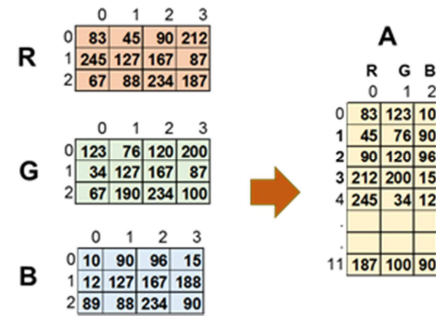 R
0 1 2 3
0 83 45 90 212
1 245 127 167 87
2 67 88 234 187
G
0 1 2 3
0 123 76 120 200
1 34 127 167 87
2 67 190 234 100
B
0 1 2 3
0 10 90 96 15
1 12 127 167 188
2 89 88 234 90
A
R G B
0 1 2
0 83 123 10
1 45 76 90
2 90 120 96
3 212 200 15
4 245 34 12
.
.
11 187 100 90